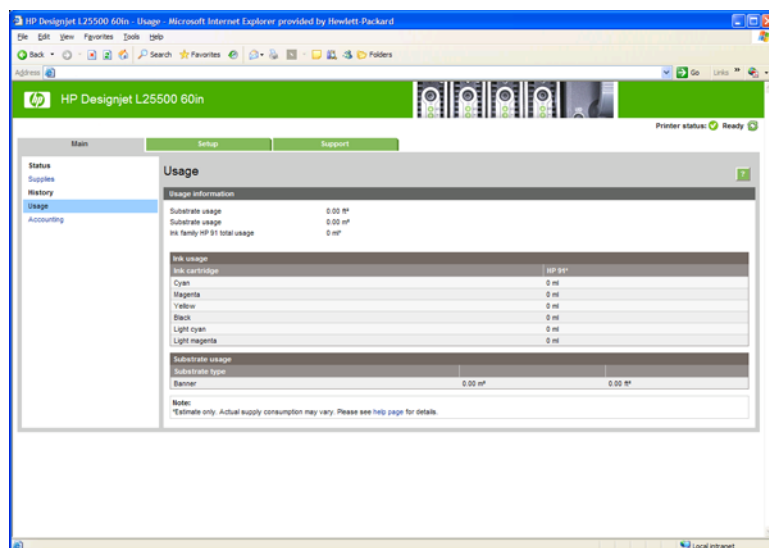 HP Designjet L25500 60in - Usage - Microsoft Internet Explorer provided by Hewlett-Packard
File Edit View Favorites Tools Help
Back Search Favorites Folders
Address Go Links »
hp HP Designjet L25500 60in
Printer status: Ready
Main Setup Support
Status
Supplies
History
Usage
Accounting
Usage
?
Usage information
Substrate usage 0.00 ft²*
Substrate usage 0.00 m²*
Ink family HP 91 total usage 0 ml*
Ink usage
Ink cartridge HP 91*
Cyan 0 ml
Magenta 0 ml
Yellow 0 ml
Black 0 ml
Light cyan 0 ml
Light magenta 0 ml
Substrate usage
Substrate type
Banner 0.00 m²* 0.00 ft²*
Note:
*Estimate only. Actual supply consumption may vary. Please see help page for details.
Local intranet